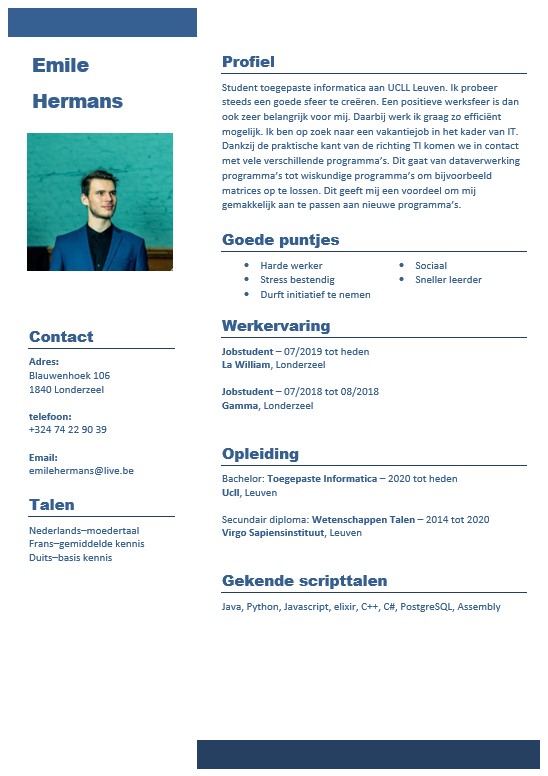 Emile
Hermans
Contact
Adres:
Blauwenhoek 106
1840 Londerzeel
telefoon:
+324 74 22 90 39
Email:
emilehermans@live.be
Talen
Nederlands–moedertaal
Frans–gemiddelde kennis
Duits–basis kennis
Profiel
Student toegepaste informatica aan UCLL Leuven. Ik probeer
steeds een goede sfeer te creëren. Een positieve werksfeer is dan
ook zeer belangrijk voor mij. Daarbij werk ik graag zo efficiënt
mogelijk. Ik ben op zoek naar een vakantiejob in het kader van IT.
Dankzij de praktische kant van de richting TI komen we in contact
met vele verschillende programma's. Dit gaat van dataverwerking
programma's tot wiskundige programma's om bijvoorbeeld
matrices op te lossen. Dit geeft mij een voordeel om mij
gemakkelijk aan te passen aan nieuwe programma's.
Goede puntjes
• Harde werker
• Stress bestendig
• Durft initiatief te nemen
• Sociaal
• Sneller leerder
Werkervaring
Jobstudent – 07/2019 tot heden
La William, Londerzeel
Jobstudent – 07/2018 tot 08/2018
Gamma, Londerzeel
Opleiding
Bachelor: Toegepaste Informatica – 2020 tot heden
Ucll, Leuven
Secundair diploma: Wetenschappen Talen – 2014 tot 2020
Virgo Sapiensinstituut, Leuven
Gekende scripttalen
Java, Python, Javascript, elixir, C++, C#, PostgreSQL, Assembly